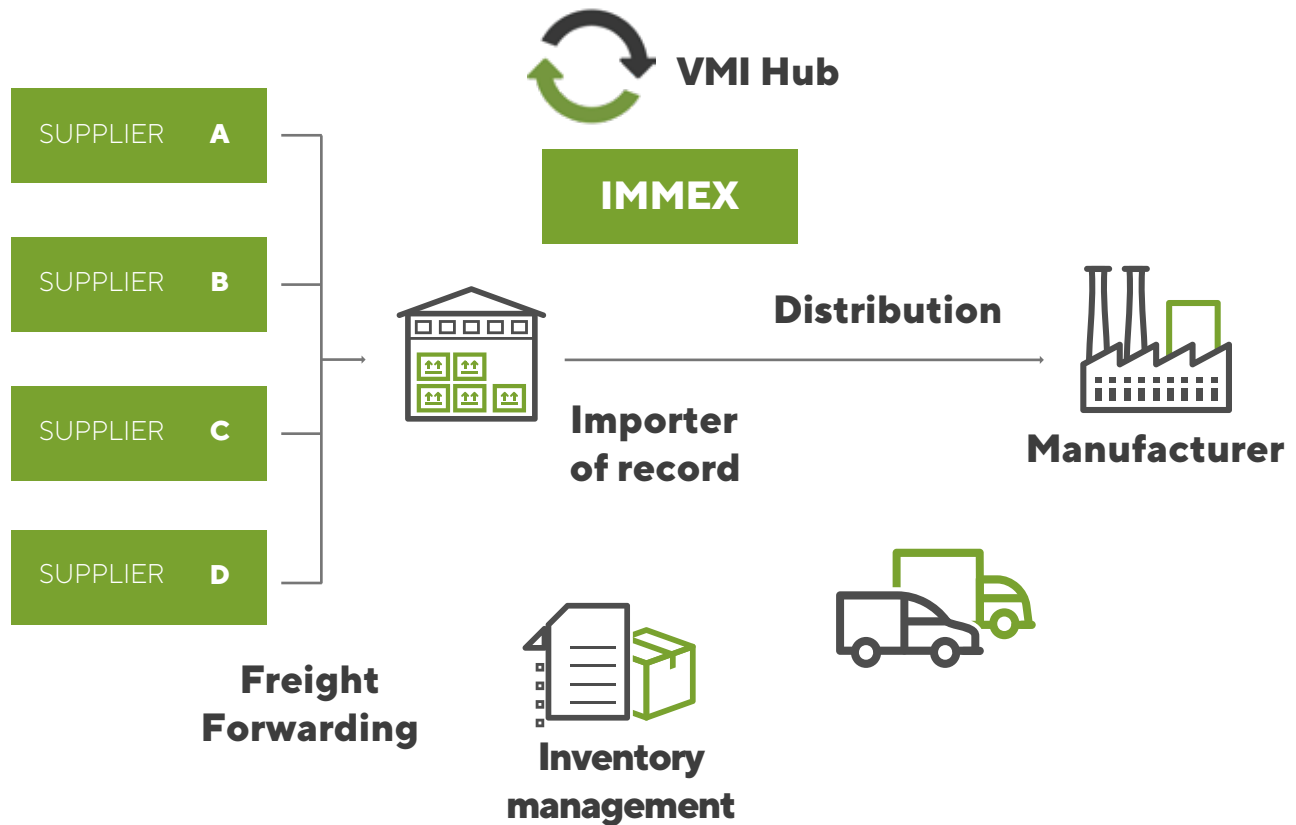 VMI Hub
SUPPLIER A
IMMEX
SUPPLIER B
Distribution
SUPPLIER C
Importer
of record
Manufacturer
SUPPLIER D
Freight
Forwarding
Inventory
management